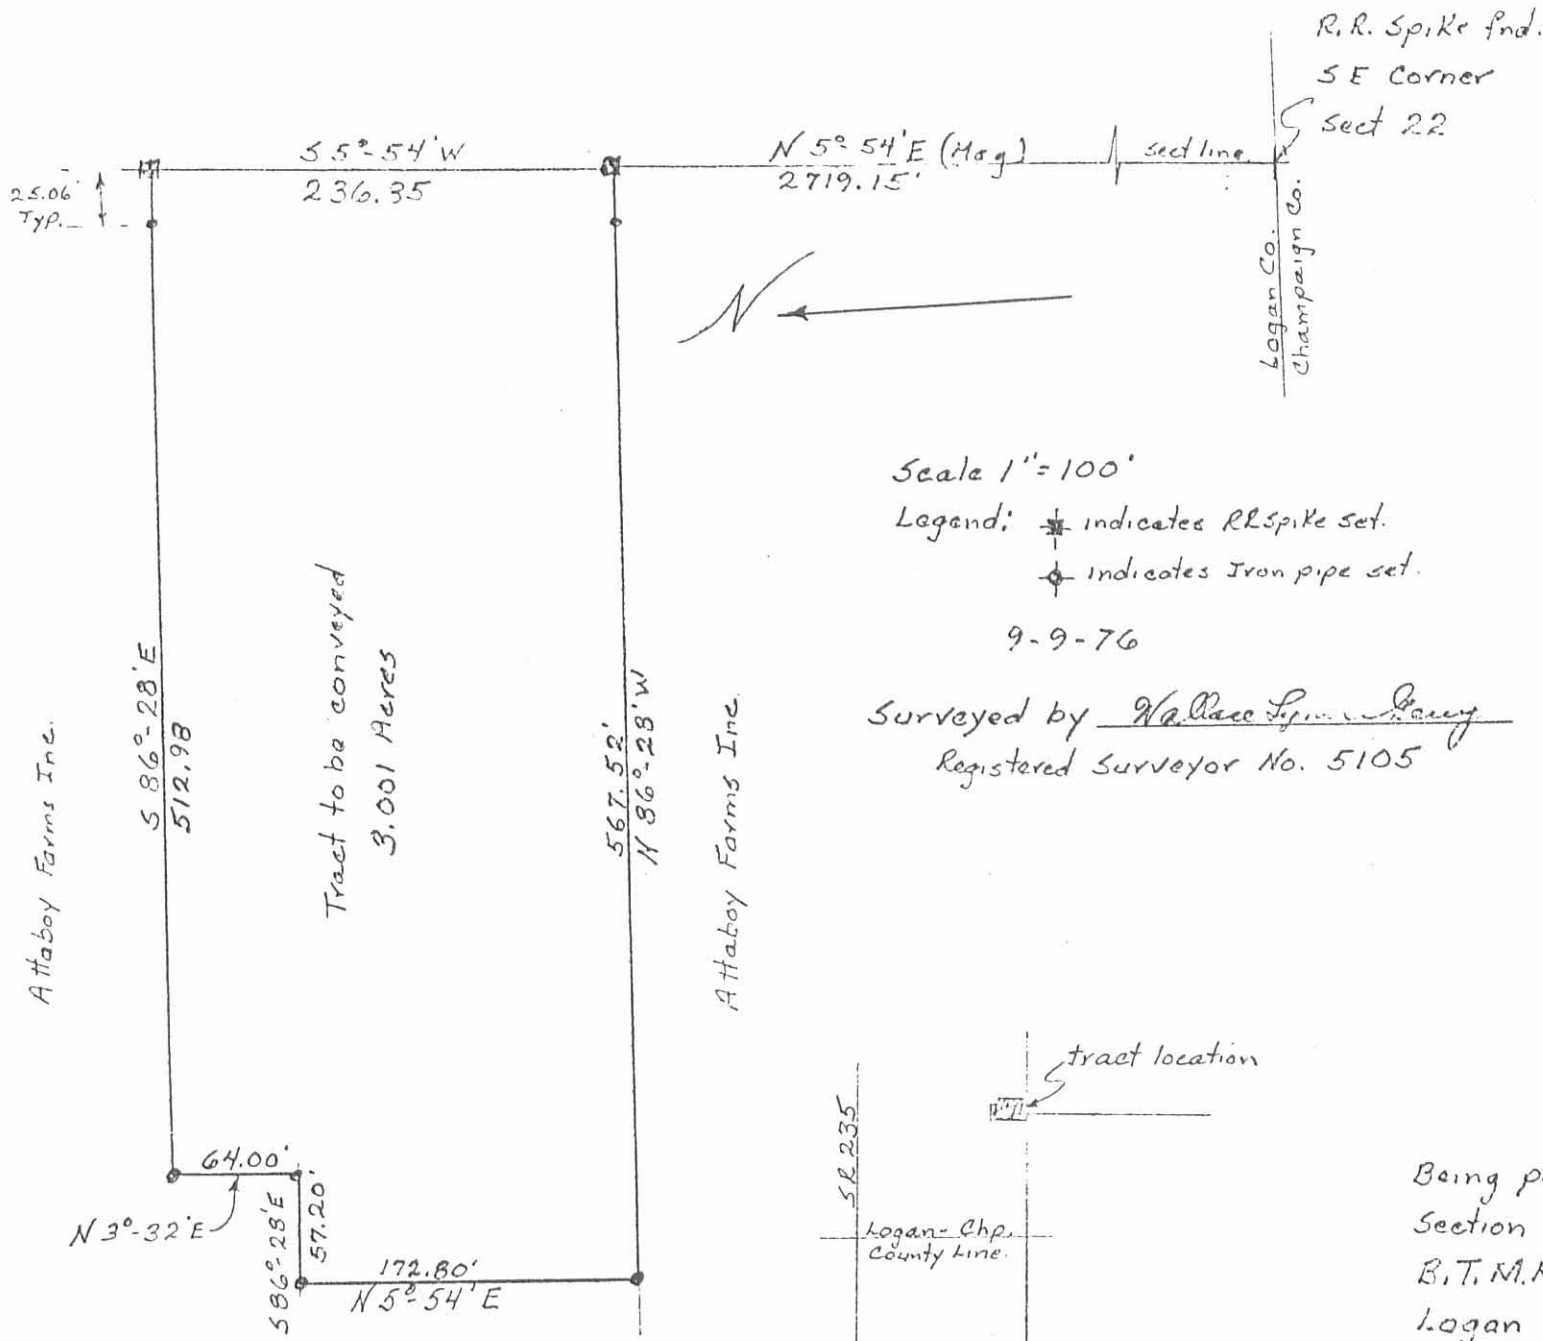 R.R. Spike fnd.
S E Corner
Sect 22
S 5°-54'W
236.35
N 5°-54'E (Mag)
2719.15'
sect line
25.06'
Typ.
Logan Co.
Champaign Co.
N
Scale 1"=100'
Legend: indicates RR spike set.
indicates Iron pipe set.
9-9-76
Surveyed by Wallace
Registered Surveyor No. 5105
Attaboy Farms Inc.
S 86°-28'E
512.98
Tract to be conveyed
3.001 Acres
567.52'
N 86°-28'W
Attaboy Farms Inc.
64.00'
N 3°-32'E
S 86°-28'E
57.20'
172.80'
N 5°-54'E
tract location
SR 235
Logan-Chp.
County Line.
Being
Section
B.T.M.
Logan